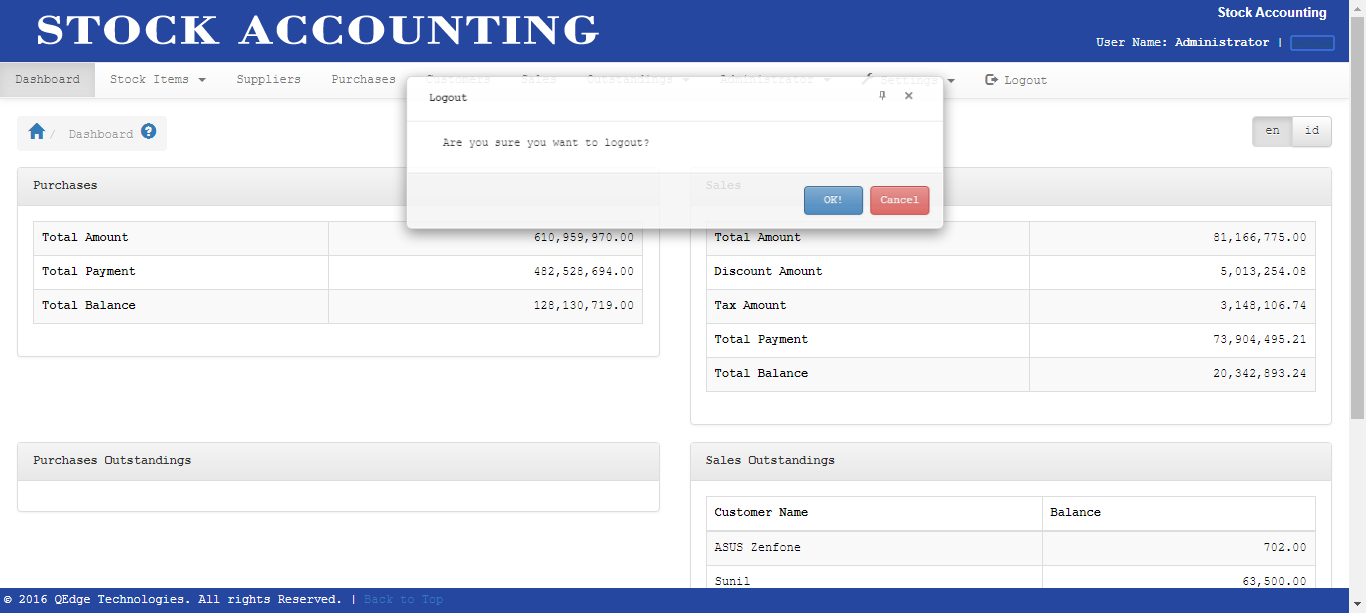 STOCK ACCOUNTING
Stock Accounting
User Name: Administrator |
Dashboard Stock Items Suppliers Purchases Customers Sales Outstandings Administrator Settings Logout
Logout
Are you sure you want to logout?
OK! Cancel
/ Dashboard
en id
Purchases
Total Amount 610,959,970.00
Total Payment 482,528,694.00
Total Balance 128,130,719.00
Sales
Total Amount 81,166,775.00
Discount Amount 5,013,254.08
Tax Amount 3,148,106.74
Total Payment 73,904,495.21
Total Balance 20,342,893.24
Purchases Outstandings
Sales Outstandings
Customer Name Balance
ASUS Zenfone 702.00
Sunil 63,500.00
© 2016 QEdge Technologies. All rights Reserved. | Back to Top